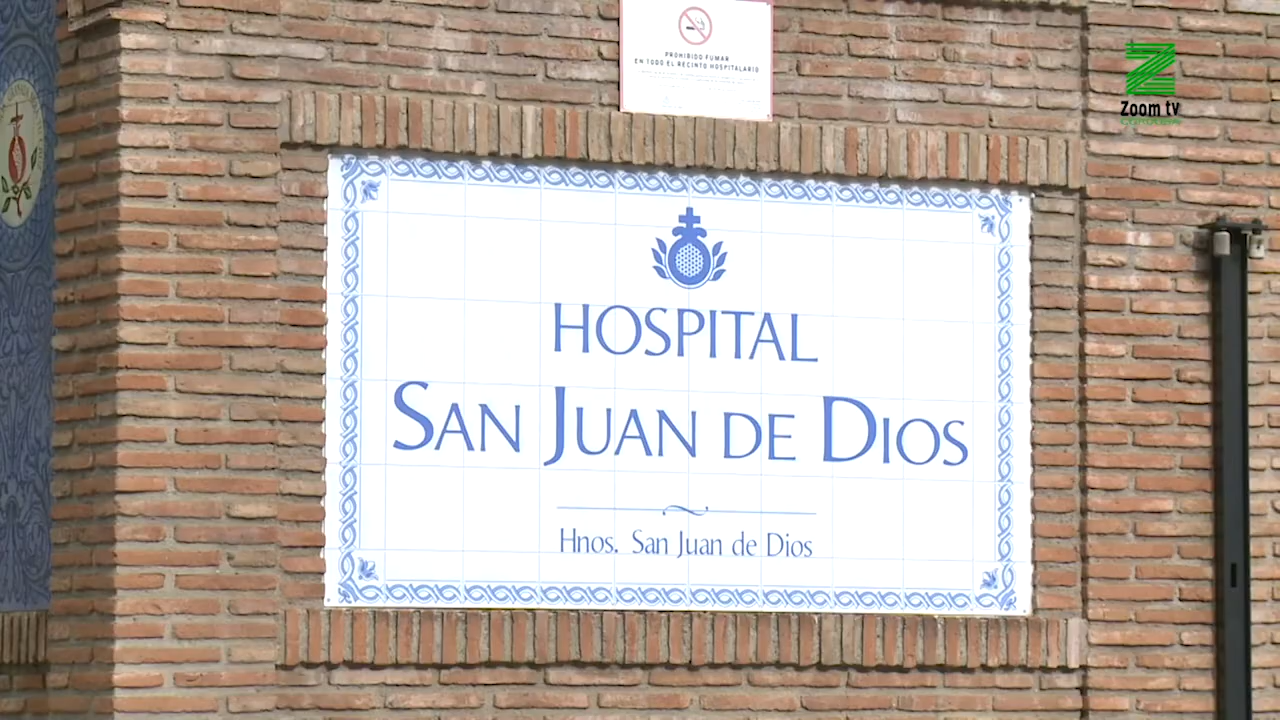 PROHIBIDO FUMAR
EN TODO EL RECINTO HOSPITALARIO
Zoom tv
CÓRDOBA
HOSPITAL
SAN JUAN DE DIOS
Hnos. San Juan de Dios